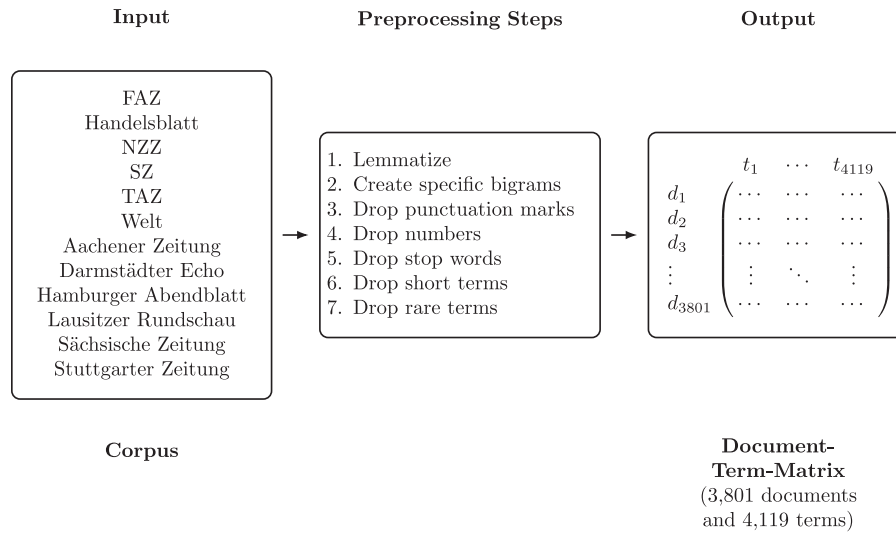 Input
Preprocessing Steps
Output
FAZ
Handelsblatt
NZZ
SZ
TAZ
Welt
Aachener Zeitung
Darmstädter Echo
Hamburger Abendblatt
Lausitzer Rundschau
Sächsische Zeitung
Stuttgarter Zeitung
1. Lemmatize
2. Create specific bigrams
3. Drop punctuation marks
4. Drop numbers
5. Drop stop words
6. Drop short terms
7. Drop rare terms
t₁ ⋯ t₄₁₁₉
d₁ ⋯ ⋯ ⋯
d₂ ⋯ ⋯ ⋯
d₃ ⋯ ⋯ ⋯
⋮ ⋮ ⋱ ⋮
d₃₈₀₁ ⋯ ⋯ ⋯
Corpus
Document-
Term-Matrix
(3,801 documents
and 4,119 terms)